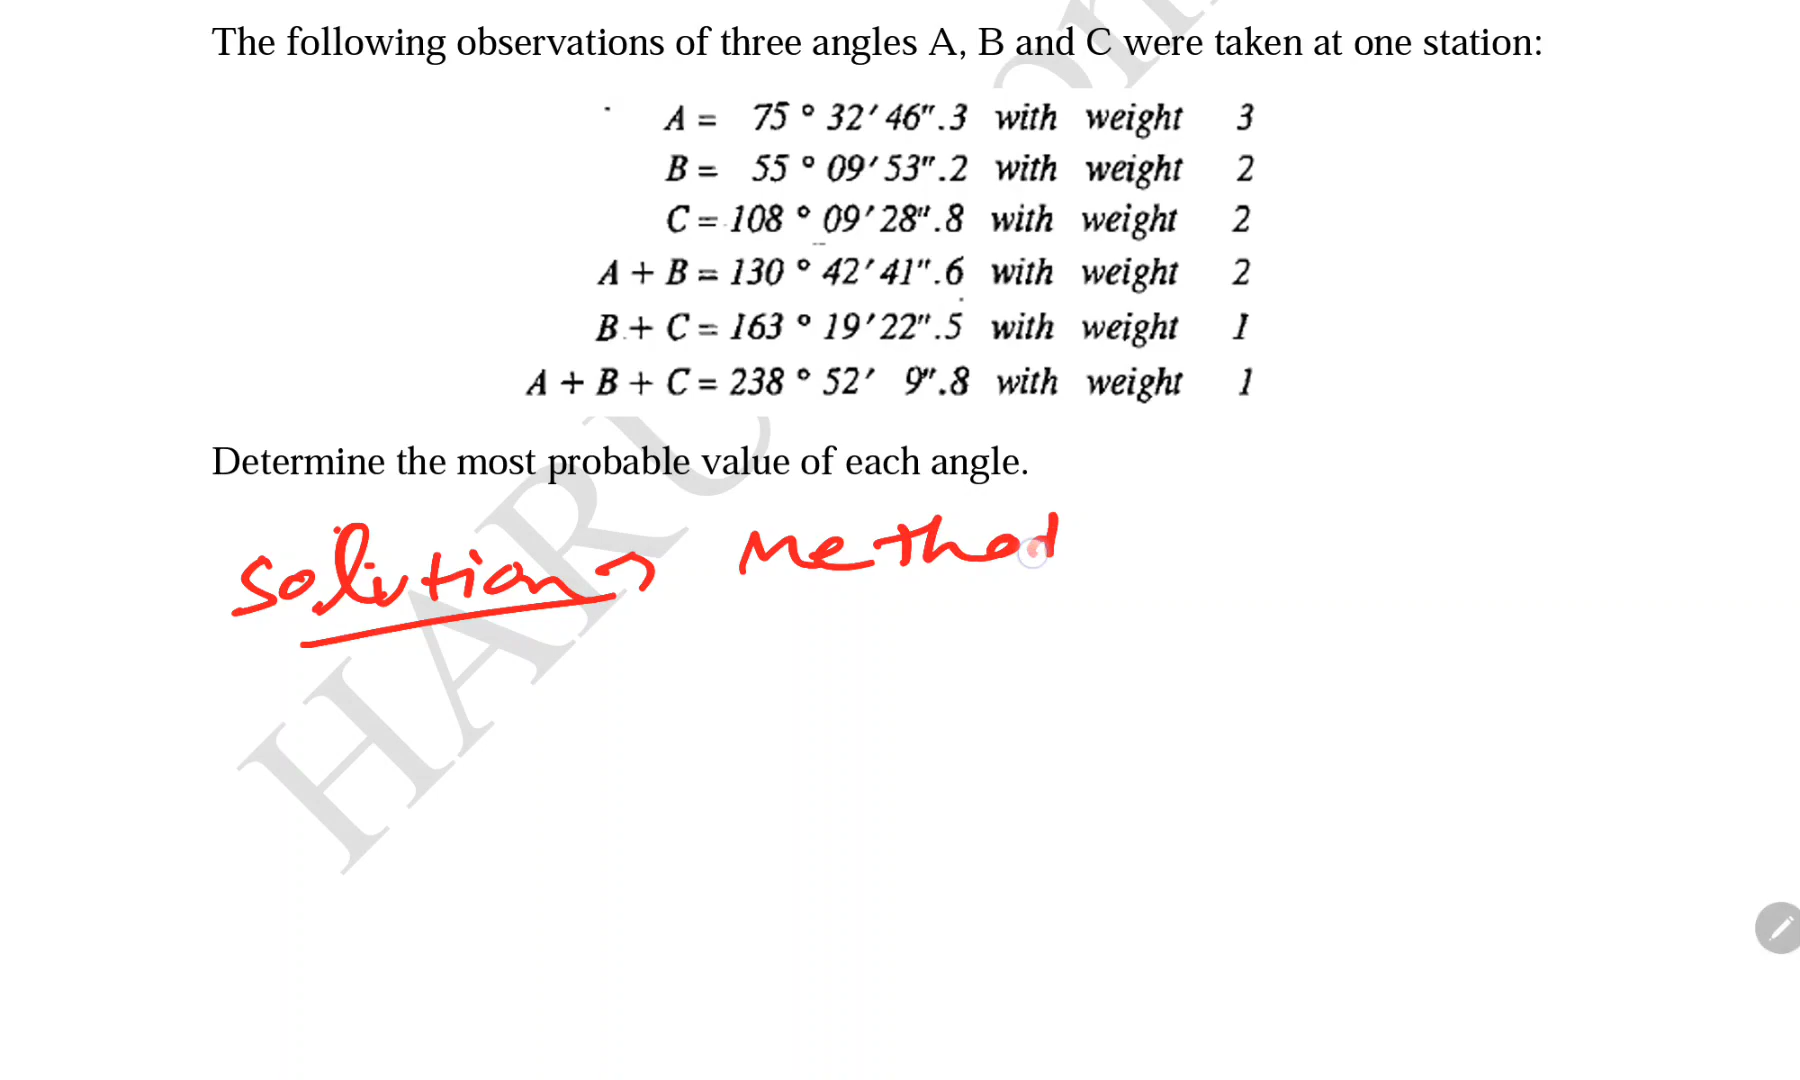 The following observations of three angles A, B and C were taken at one station:
A = 75 ° 32′ 46″.3 with weight 3
B = 55 ° 09′ 53″.2 with weight 2
C = 108 ° 09′ 28″.8 with weight 2
A + B = 130 ° 42′ 41″.6 with weight 2
B + C = 163 ° 19′ 22″.5 with weight 1
A + B + C = 238 ° 52′ 9″.8 with weight 1
Determine the most probable value of each angle.
Solution Method